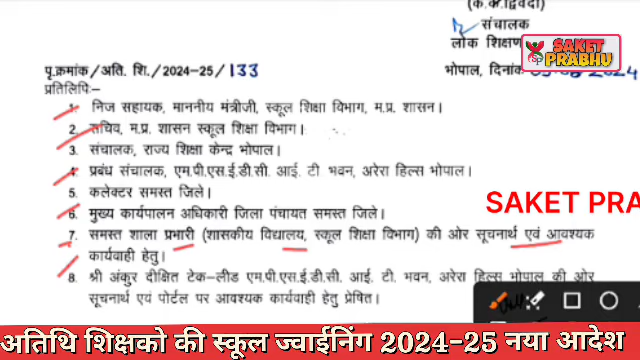 (क.क.द्विवेदी)
संचालक
लोक शिक्षण
SAKET
PRABHU
पृ.क्रमांक/अति. शि./2024-25/133
भोपाल, दिनांक
2024
प्रतिलिपिः–
1. निज सहायक, माननीय मंत्रीजी, स्कूल शिक्षा विभाग, म.प्र. शासन।
2. सचिव, म.प्र. शासन स्कूल शिक्षा विभाग।
3. संचालक, राज्य शिक्षा केन्द्र भोपाल।
4. प्रबंध संचालक, एम.पी.एस.ई.डी.सी. आई. टी भवन, अरेरा हिल्स भोपाल।
5. कलेक्टर समस्त जिले।
6. मुख्य कार्यपालन अधिकारी जिला पंचायत समस्त जिले।
SAKET PRA
7. समस्त शाला प्रभारी (शासकीय विद्यालय, स्कूल शिक्षा विभाग) की ओर सूचनार्थ एवं आवश्यक
कार्यवाही हेतु।
8. श्री अंकुर दीक्षित टेक–लीड एम.पी.एस.ई.डी.सी. आई. टी. भवन, अरेरा हिल्स भोपाल की ओर
सूचनार्थ एवं पोर्टल पर आवश्यक कार्यवाही हेतु प्रेषित।
अतिथि शिक्षको की स्कूल ज्वाईनिंग 2024-25 नया आदेश